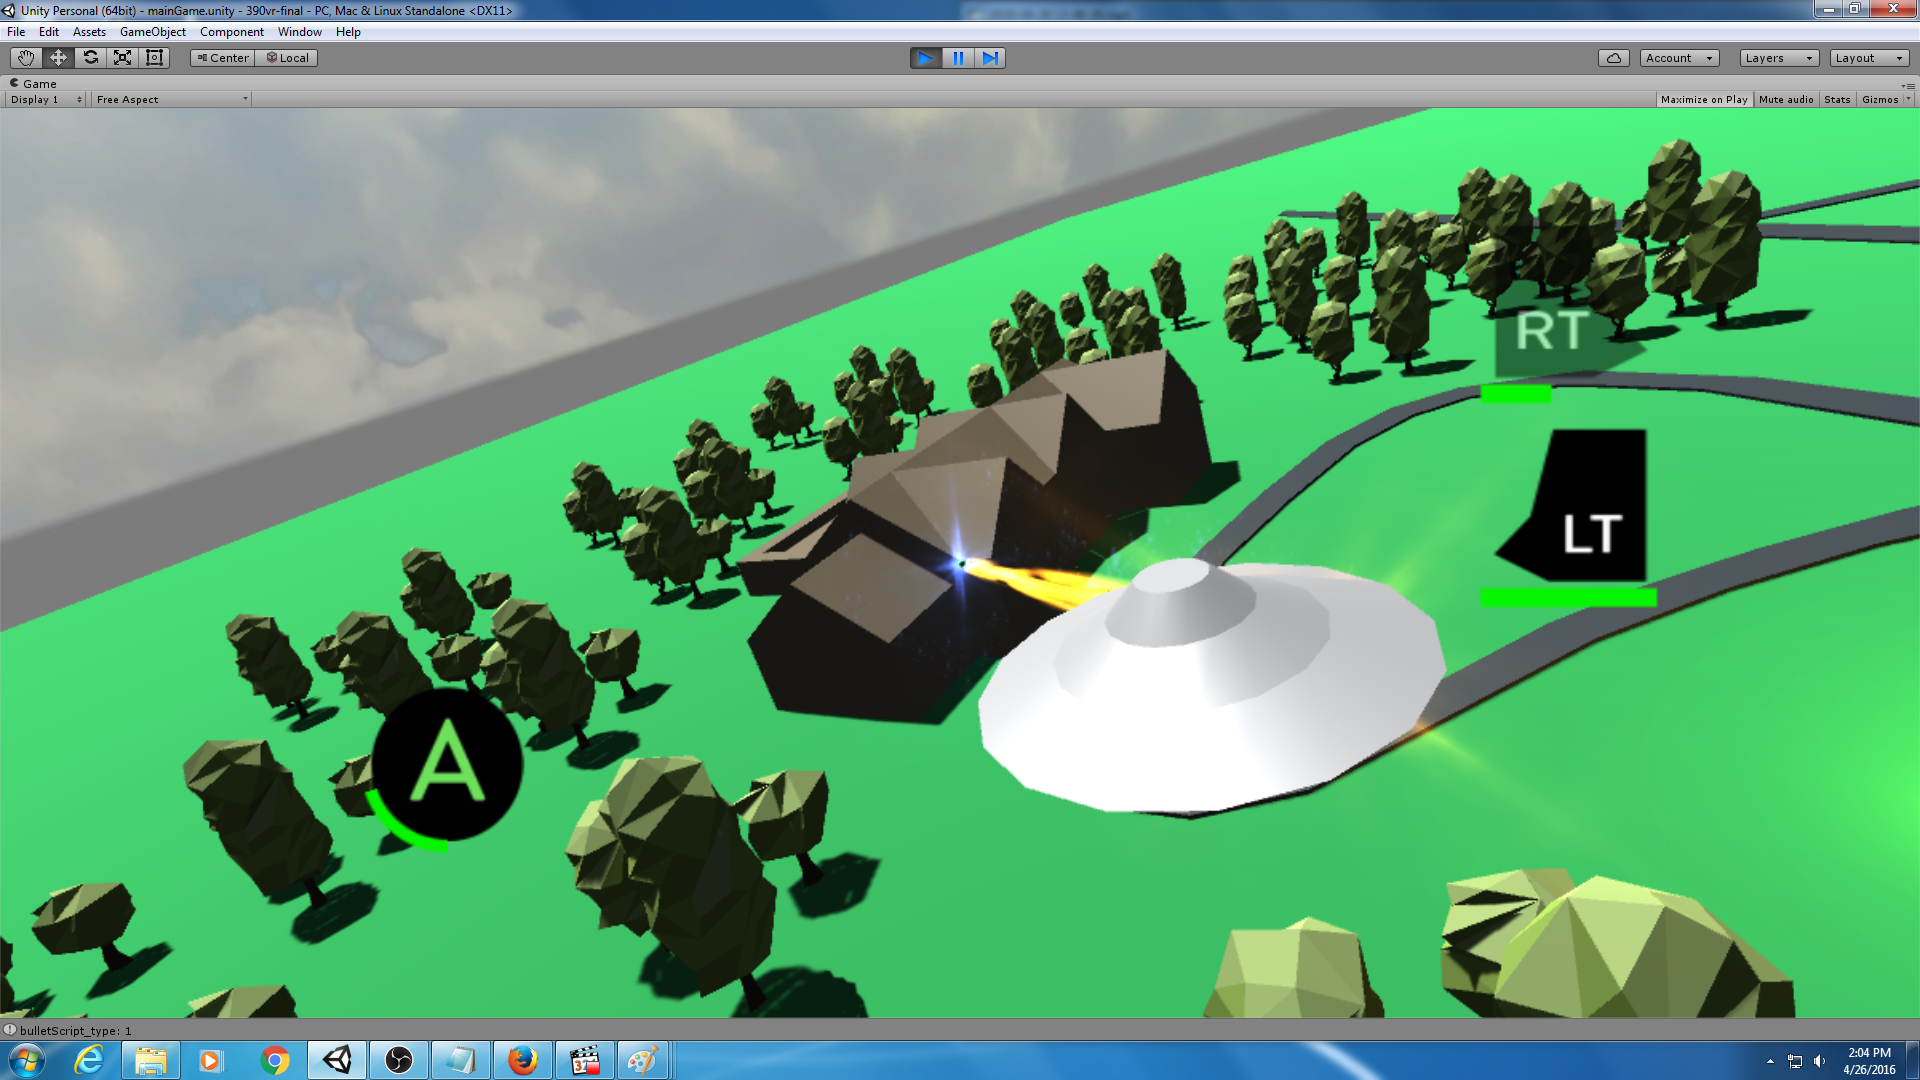 Unity Personal (64bit) - mainGame.unity - 390vr-final - PC, Mac & Linux Standalone <DX11>
File Edit Assets GameObject Component Window Help
Center Local Account Layers Layout
Game
Display 1 Free Aspect Maximize on Play Mute audio Stats Gizmos
RT
LT
A
bulletScript_type: 1
2:04 PM
4/26/2016